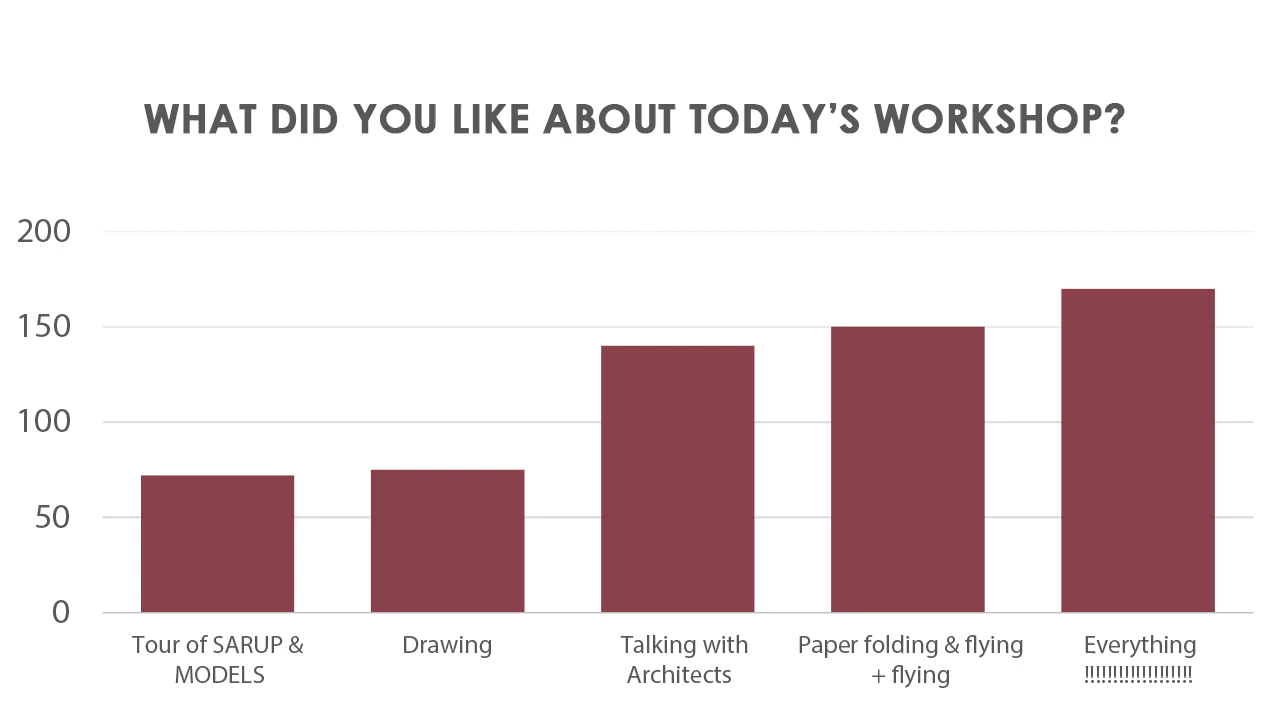 WHAT DID YOU LIKE ABOUT TODAY’S WORKSHOP?
200
150
100
50
0
Tour of SARUP &
MODELS
Drawing
Talking with
Architects
Paper folding & flying
+ flying
Everything
!!!!!!!!!!!!!!!!!!!